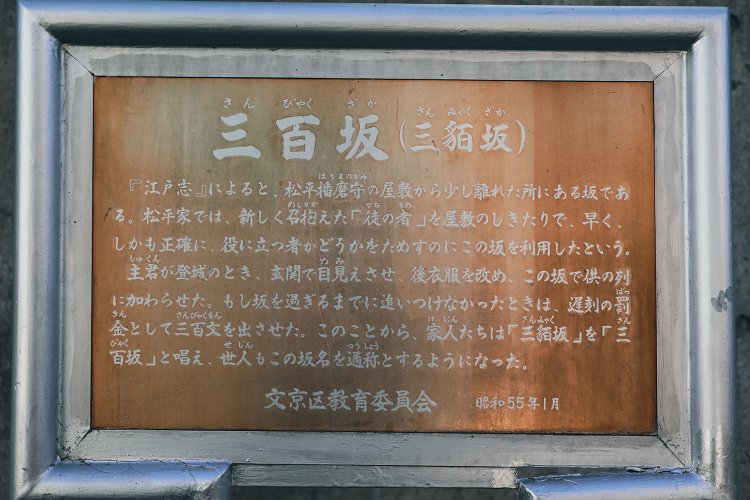 三百坂(三貊坂)
『江戸志』によると、松平播磨守の屋敷から少し離れた所にある坂であ
る。松平家では、新しく召抱えた「徒の者」を屋敷のしきたりで、早く、
しかも正確に、役に立つ者かどうかをためすのにこの坂を利用したという。
主君が登城のとき、玄関で目見えさせ、後衣服を改め、この坂で供の列
に加わらせた。もし坂を過ぎるまでに追いつけなかったときは、遅刻の罰
金として三百文を出させた。このことから、家人たちは「三貊坂」を「三
百坂」と唱え、世人もこの坂名を通称とするようになった。
文京区教育委員会 昭和55年1月